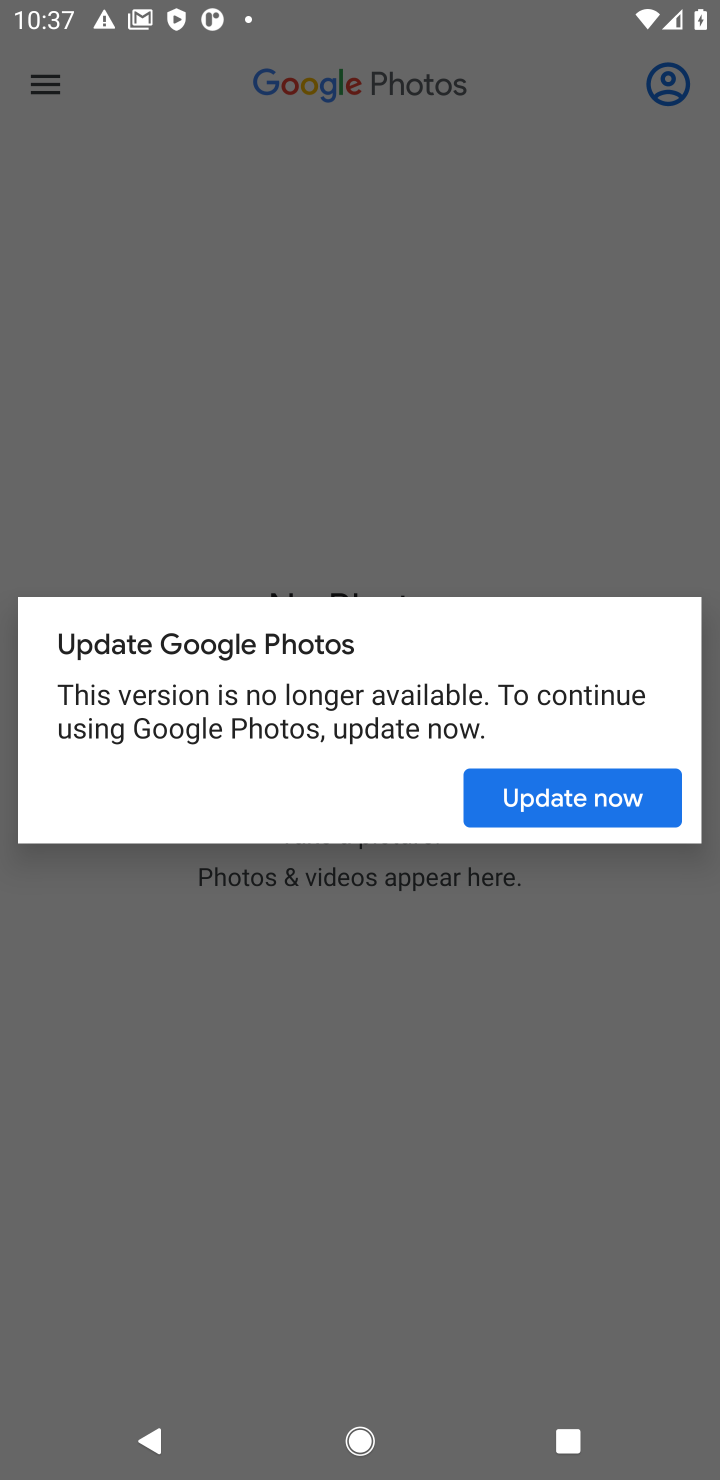 10:37
Google Photos
Update Google Photos
This version is no longer available. To continue
using Google Photos, update now.
Update now
Photos & videos appear here.